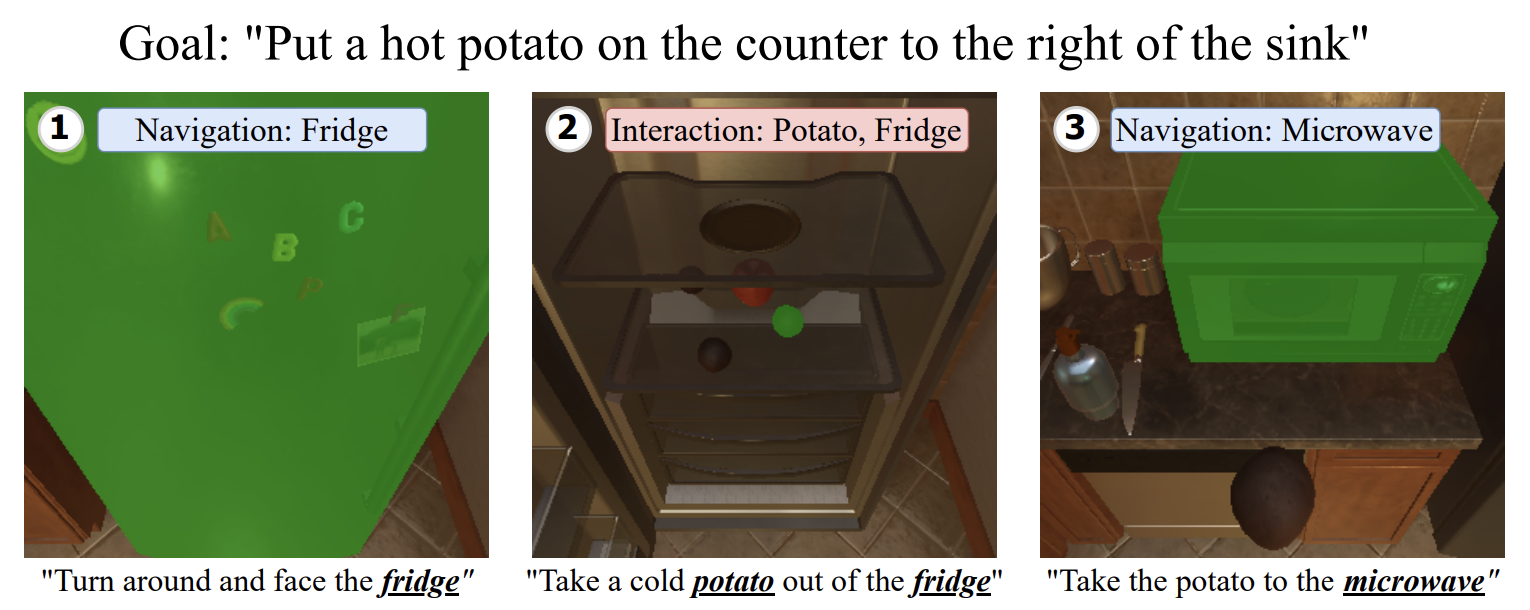 Goal: "Put a hot potato on the counter to the right of the sink"
1 Navigation: Fridge
2 Interaction: Potato, Fridge
3 Navigation: Microwave
A
B
C
P
"Turn around and face the fridge"
"Take a cold potato out of the fridge"
"Take the potato to the microwave"